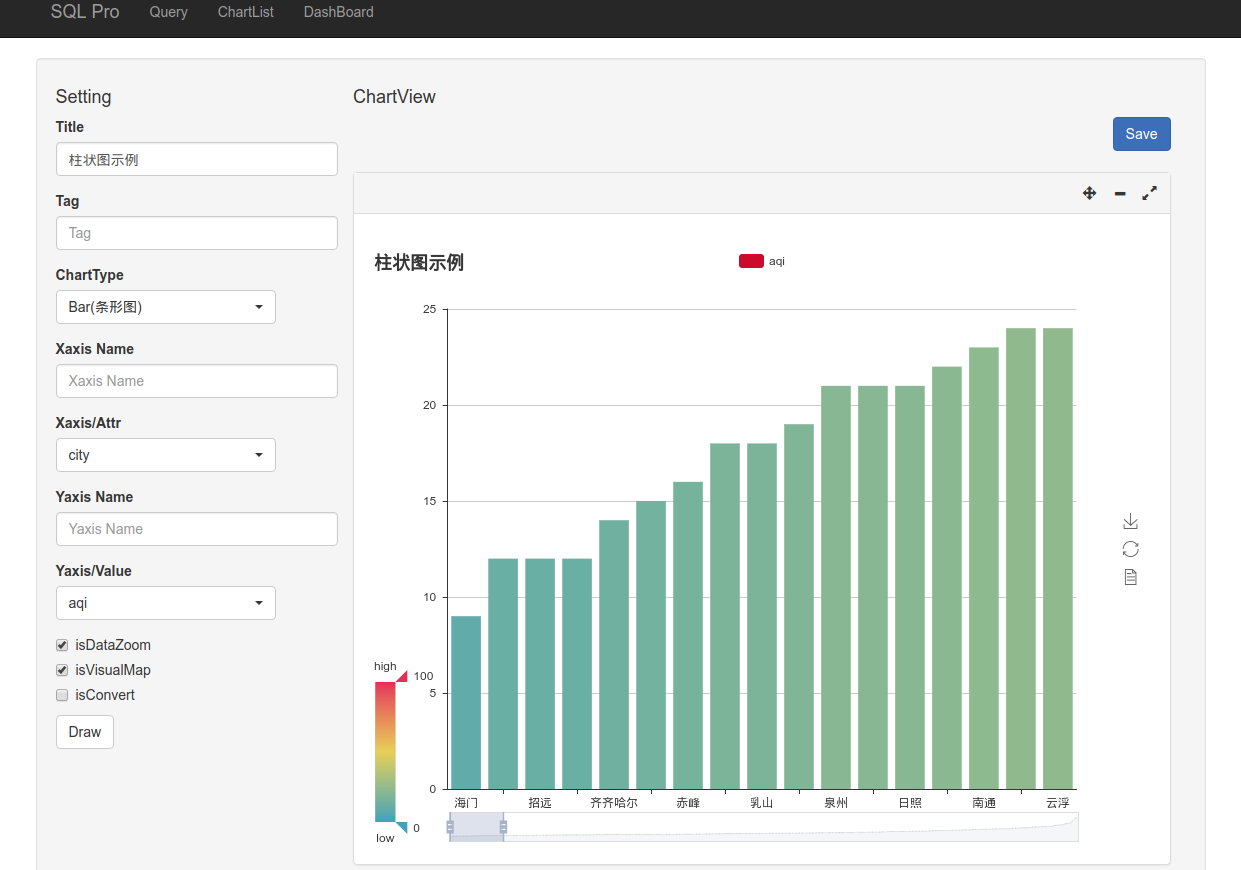 SQL Pro Query ChartList DashBoard
Setting
Title
柱状图示例
Tag
Tag
ChartType
Bar(条形图)
Xaxis Name
Xaxis Name
Xaxis/Attr
city
Yaxis Name
Yaxis Name
Yaxis/Value
aqi
isDataZoom
isVisualMap
isConvert
Draw
ChartView
Save
柱状图示例
aqi
25
20
15
10
5
0
海门 招远 齐齐哈尔 赤峰 乳山 泉州 日照 南通 云浮
high
100
0
low